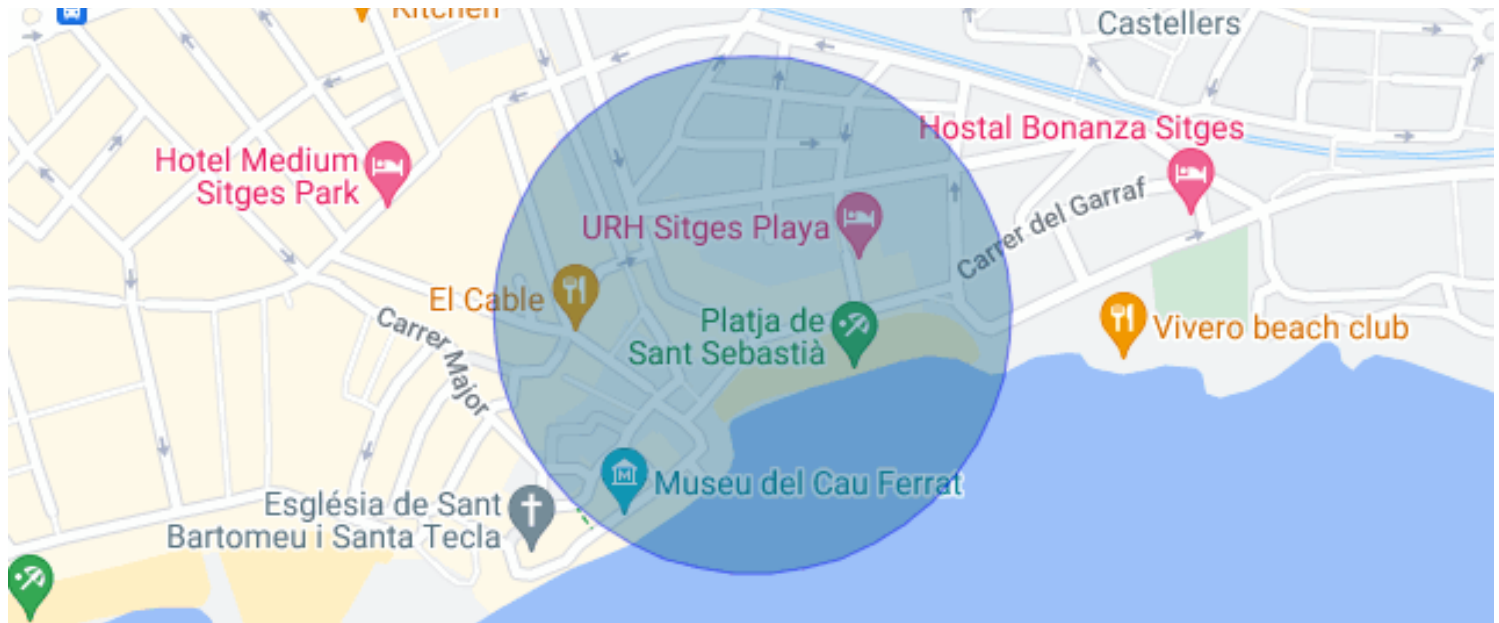 Kitchen
Castellers
Hostal Bonanza Sitges
Hotel Medium
Sitges Park
URH Sitges Playa
Carrer del Garraf
El Cable
Platja de
Sant Sebastià
Vivero beach club
Carrer Major
Museu del Cau Ferrat
Església de Sant
Bartomeu i Santa Tecla
M